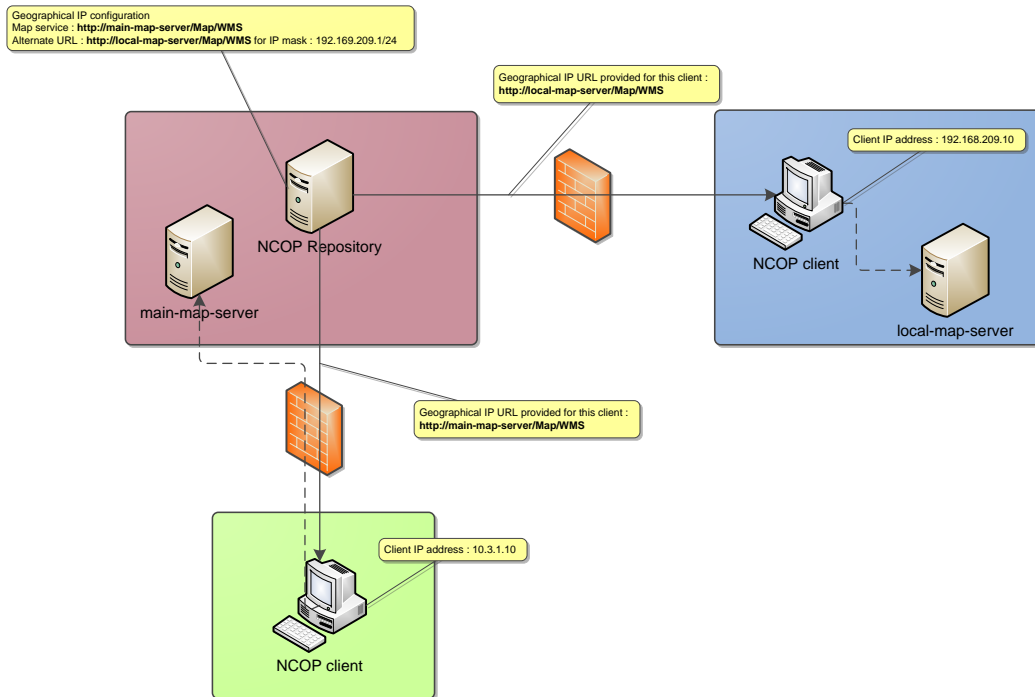 Geographical IP configuration
Map service : http://main-map-server/Map/WMS
Alternate URL : http://local-map-server/Map/WMS for IP mask : 192.169.209.1/24
Geographical IP URL provided for this client :
http://local-map-server/Map/WMS
Client IP address : 192.168.209.10
NCOP Repository
main-map-server
NCOP client
local-map-server
Geographical IP URL provided for this client :
http://main-map-server/Map/WMS
Client IP address : 10.3.1.10
NCOP client